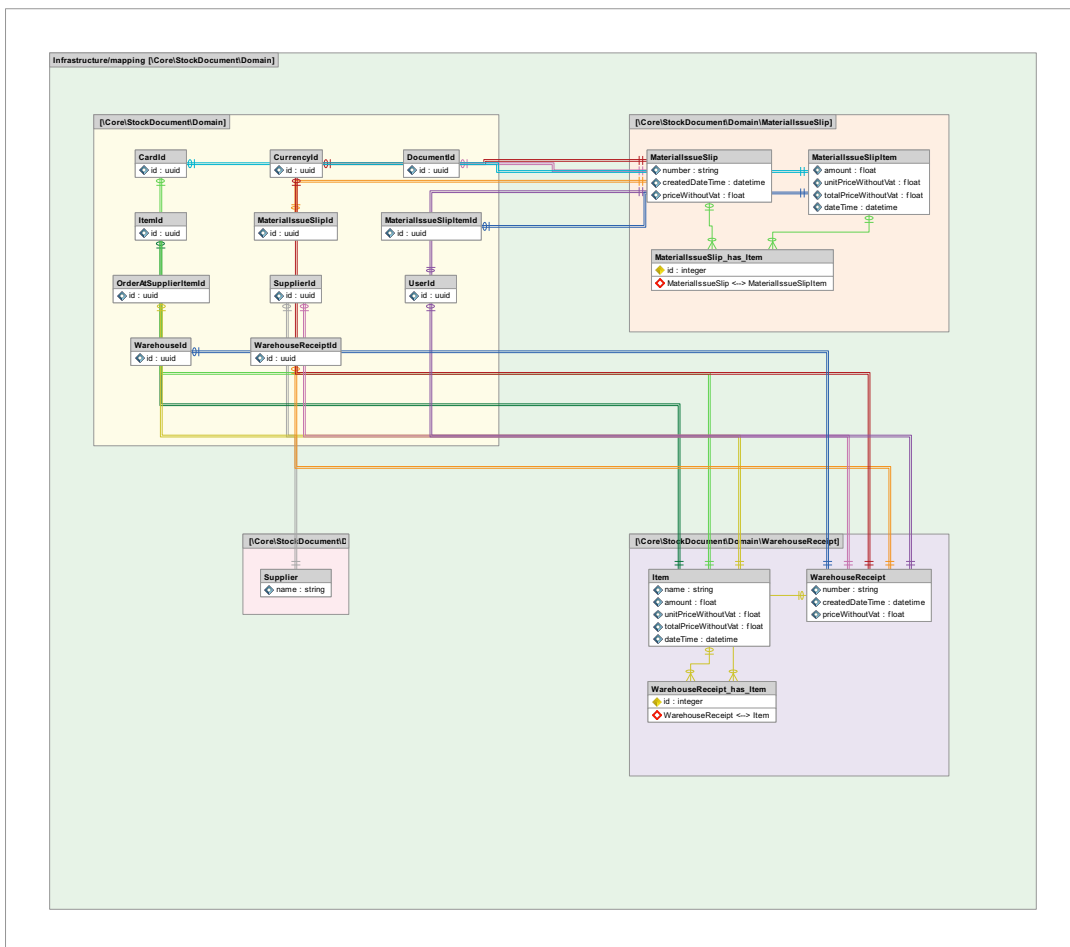 Infrastructure/mapping [\Core\StockDocument\Domain]
[\Core\StockDocument\Domain]
CardId
id : uuid
CurrencyId
id : uuid
DocumentId
id : uuid
ItemId
id : uuid
MaterialIssueSlipId
id : uuid
MaterialIssueSlipItemId
id : uuid
OrderAtSupplierItemId
id : uuid
SupplierId
id : uuid
UserId
id : uuid
WarehouseId
id : uuid
WarehouseReceiptId
id : uuid
[\Core\StockDocument\Domain\MaterialIssueSlip]
MaterialIssueSlip
number : string
createdDateTime : datetime
priceWithoutVat : float
MaterialIssueSlipItem
amount : float
unitPriceWithoutVat : float
totalPriceWithoutVat : float
dateTime : datetime
MaterialIssueSlip_has_Item
id : integer
MaterialIssueSlip <--> MaterialIssueSlipItem
[\Core\StockDocument\D
Supplier
name : string
[\Core\StockDocument\Domain\WarehouseReceipt]
Item
name : string
amount : float
unitPriceWithoutVat : float
totalPriceWithoutVat : float
dateTime : datetime
WarehouseReceipt
number : string
createdDateTime : datetime
priceWithoutVat : float
WarehouseReceipt_has_Item
id : integer
WarehouseReceipt <--> Item